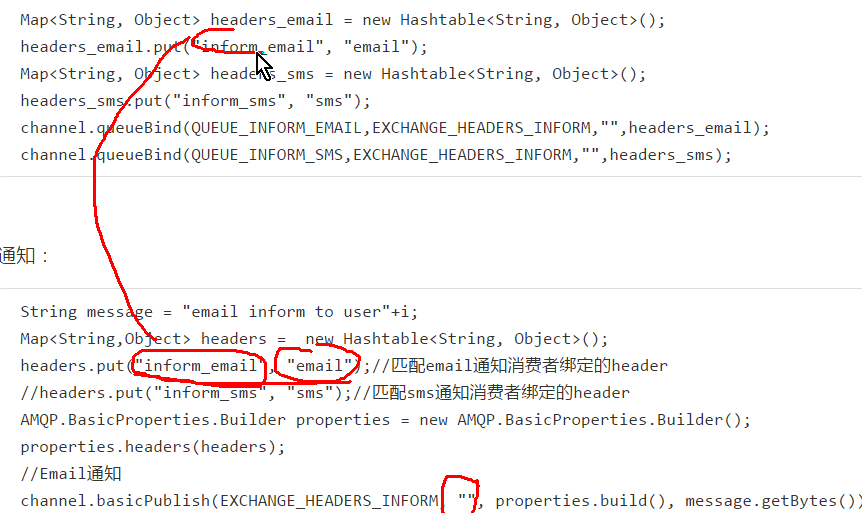 Map<String, Object> headers_email = new Hashtable<String, Object>();
headers_email.put("inform_email", "email");
Map<String, Object> headers_sms = new Hashtable<String, Object>();
headers_sms.put("inform_sms", "sms");
channel.queueBind(QUEUE_INFORM_EMAIL,EXCHANGE_HEADERS_INFORM,"",headers_email);
channel.queueBind(QUEUE_INFORM_SMS,EXCHANGE_HEADERS_INFORM,"",headers_sms);
通知：
String message = "email inform to user"+i;
Map<String,Object> headers =  new Hashtable<String, Object>();
headers.put("inform_email", "email");//匹配email通知消费者绑定的header
//headers.put("inform_sms", "sms");//匹配sms通知消费者绑定的header
AMQP.BasicProperties.Builder properties = new AMQP.BasicProperties.Builder();
properties.headers(headers);
//Email通知
channel.basicPublish(EXCHANGE_HEADERS_INFORM, "", properties.build(), message.getBytes())